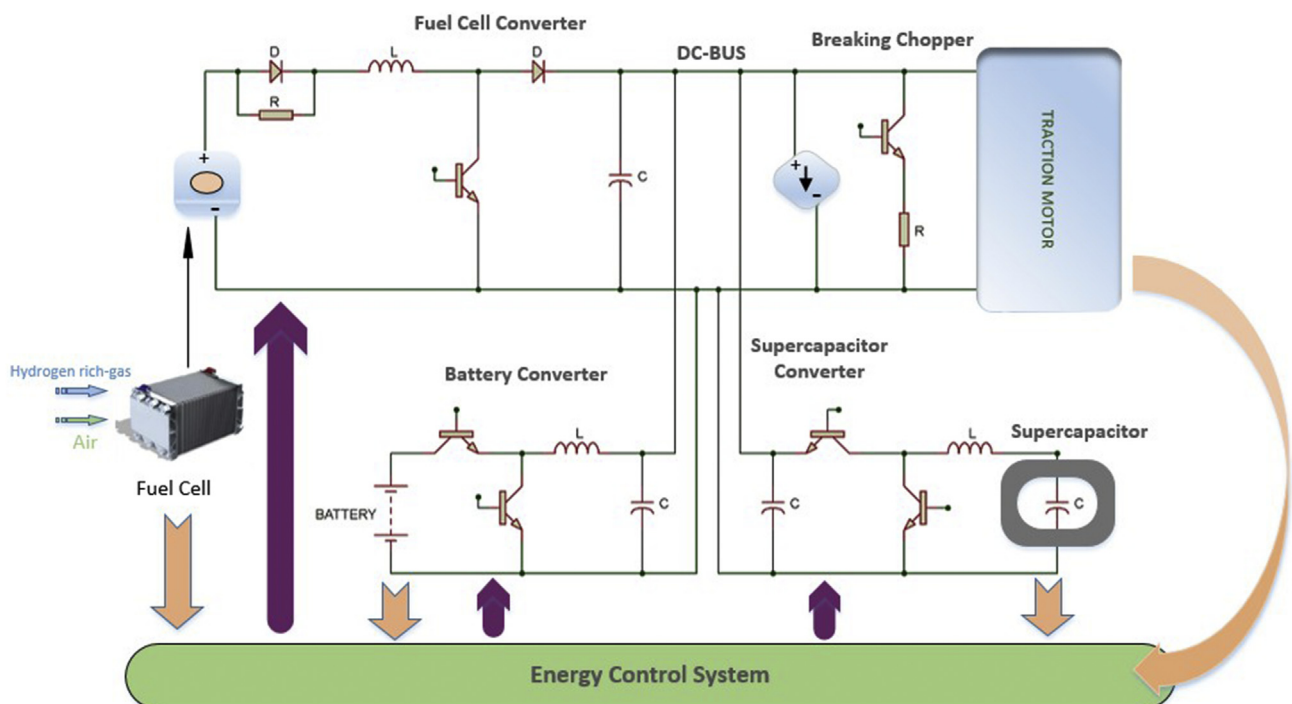 Fuel Cell Converter
Breaking Chopper
D
L
D
DC-BUS
R
+
-
C
+
-
R
TRACTION MOTOR
Hydrogen rich-gas
Air
Fuel Cell
Battery Converter
L
BATTERY
C
Supercapacitor
Converter
L
Supercapacitor
C
C
Energy Control System